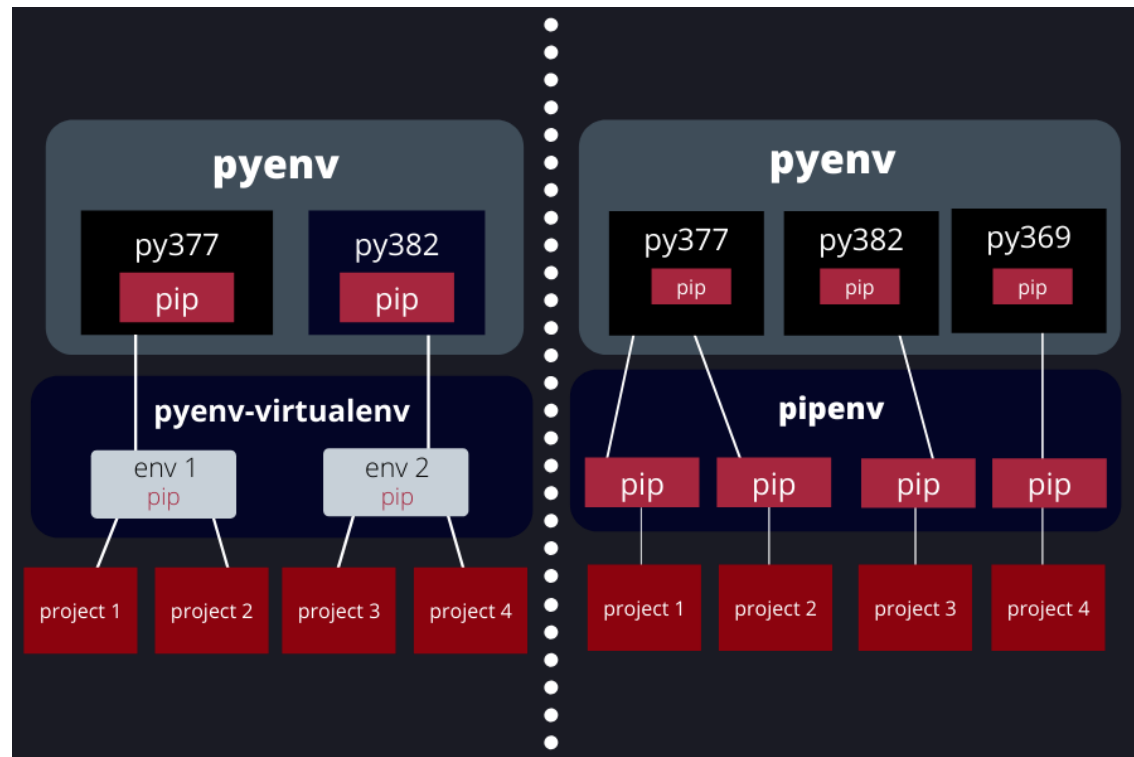 pyenv
py377
pip
py382
pip
pyenv-virtualenv
env 1
pip
env 2
pip
project 1
project 2
project 3
project 4
pyenv
py377
pip
py382
pip
py369
pip
pipenv
pip
pip
pip
pip
project 1
project 2
project 3
project 4